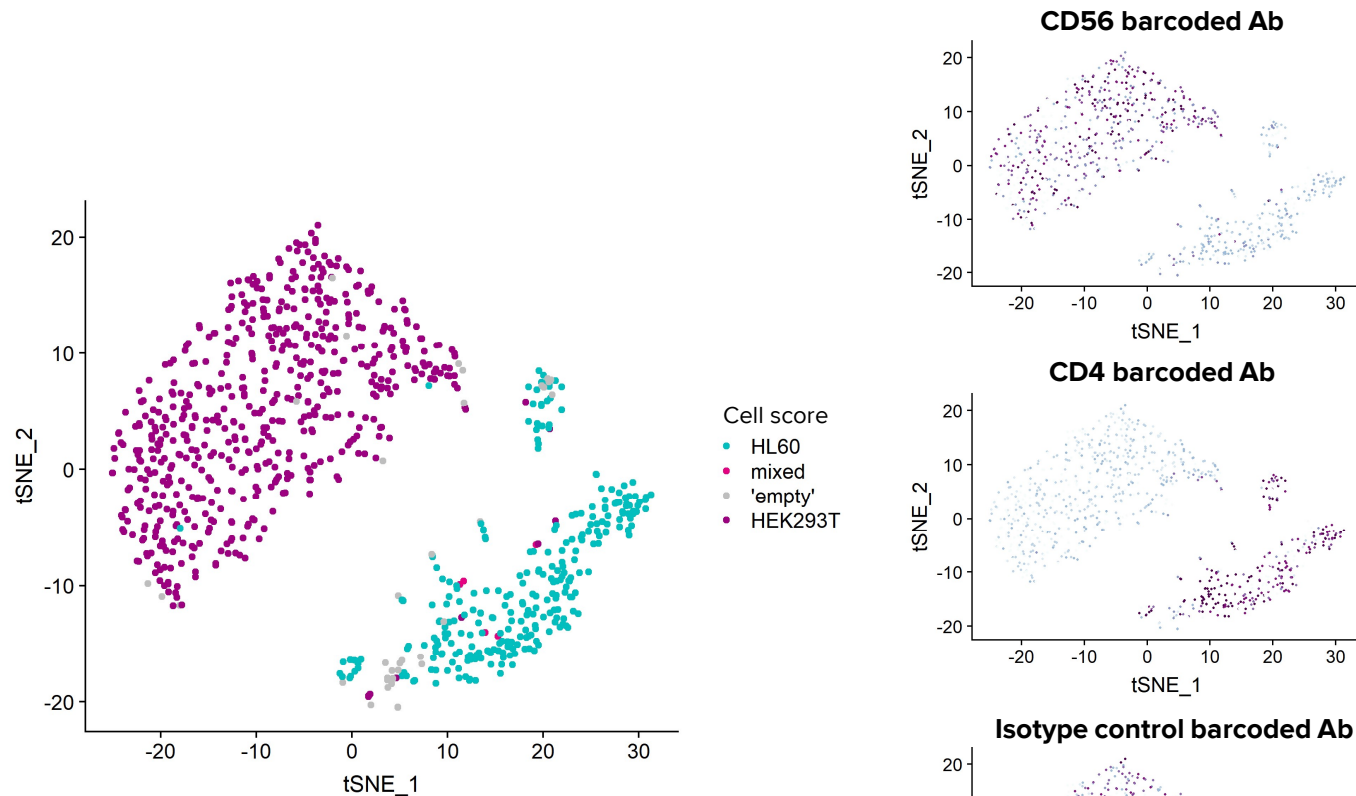 CD56 barcoded Ab
20
10
0
-10
-20
tSNE_2
-20 -10 0 10 20 30
tSNE_1
20
10
0
-10
-20
tSNE_2
-20 -10 0 10 20 30
tSNE_1
Cell score
HL60
mixed
'empty'
HEK293T
CD4 barcoded Ab
20
10
0
-10
-20
tSNE_2
-20 -10 0 10 20 30
tSNE_1
Isotype control barcoded Ab
20